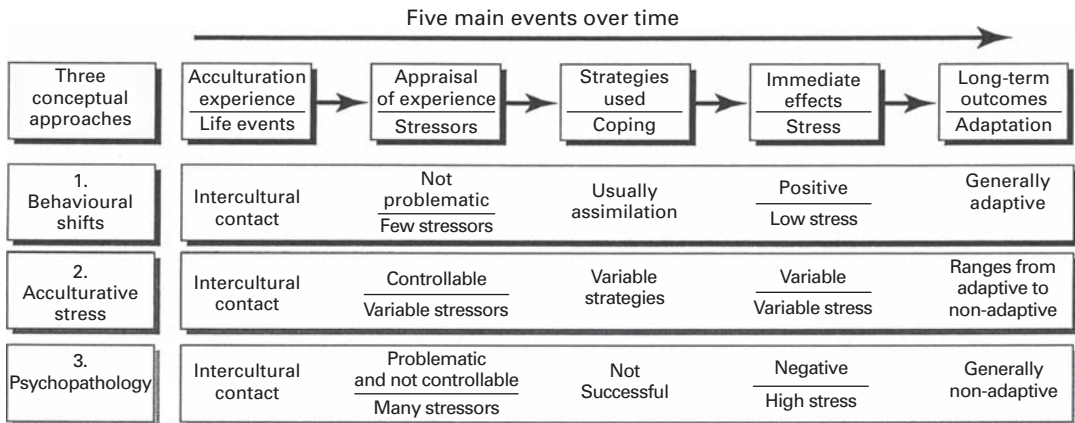 Five main events over time
Three
conceptual
approaches
Acculturation
experience
Life events
Appraisal
of experience
Stressors
Strategies
used
Coping
Immediate
effects
Stress
Long-term
outcomes
Adaptation
1.
Behavioural
shifts
Intercultural
contact
Not
problematic
Few stressors
Usually
assimilation
Positive
Low stress
Generally
adaptive
2.
Acculturative
stress
Intercultural
contact
Controllable
Variable stressors
Variable
strategies
Variable
Variable stress
Ranges from
adaptive to
non-adaptive
3.
Psychopathology
Intercultural
contact
Problematic
and not controllable
Many stressors
Not
Successful
Negative
High stress
Generally
non-adaptive